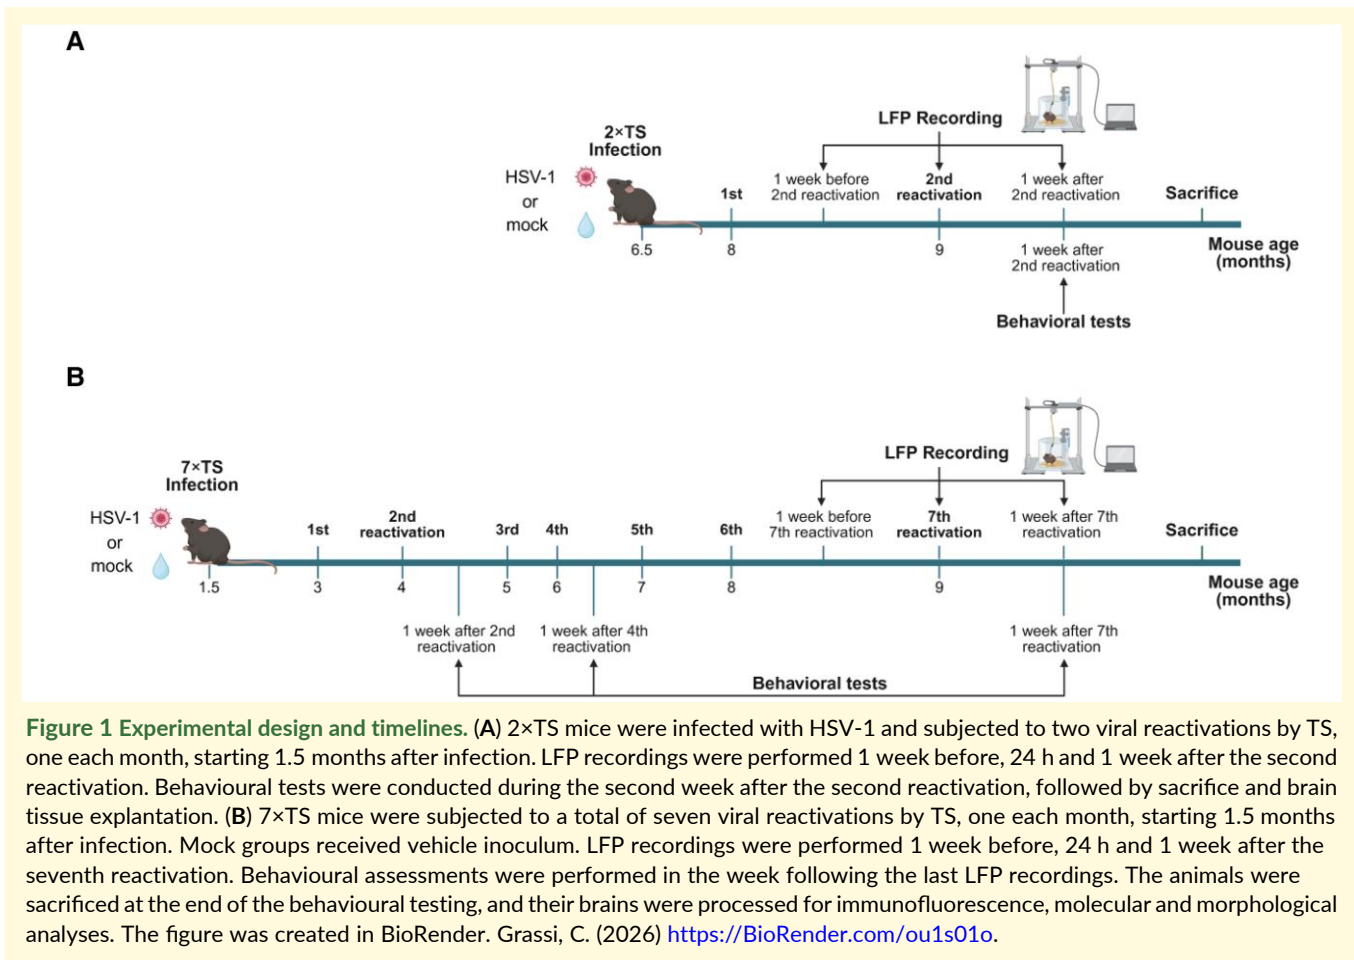 A
LFP Recording
2×TS
Infection
HSV-1
or
mock
1st
1 week before
2nd reactivation
2nd
reactivation
1 week after
2nd reactivation
Sacrifice
6.5
8
9
1 week after
2nd reactivation
Mouse age
(months)
Behavioral tests
B
LFP Recording
7×TS
Infection
HSV-1
or
mock
1st
2nd
reactivation
3rd
4th
5th
6th
1 week before
7th reactivation
7th
reactivation
1 week after 7th
reactivation
Sacrifice
1.5
3
4
5
6
7
8
9
Mouse age
(months)
1 week after 2nd
reactivation
1 week after 4th
reactivation
1 week after 7th
reactivation
Behavioral tests
Figure 1 Experimental design and timelines. (A) 2×TS mice were infected with HSV-1 and subjected to two viral reactivations by TS,
one each month, starting 1.5 months after infection. LFP recordings were performed 1 week before, 24 h and 1 week after the second
reactivation. Behavioural tests were conducted during the second week after the second reactivation, followed by sacrifice and brain
tissue explantation. (B) 7×TS mice were subjected to a total of seven viral reactivations by TS, one each month, starting 1.5 months
after infection. Mock groups received vehicle inoculum. LFP recordings were performed 1 week before, 24 h and 1 week after the
seventh reactivation. Behavioural assessments were performed in the week following the last LFP recordings. The animals were
sacrificed at the end of the behavioural testing, and their brains were processed for immunofluorescence, molecular and morphological
analyses. The figure was created in BioRender. Grassi, C. (2026) https://BioRender.com/ou1s01o.